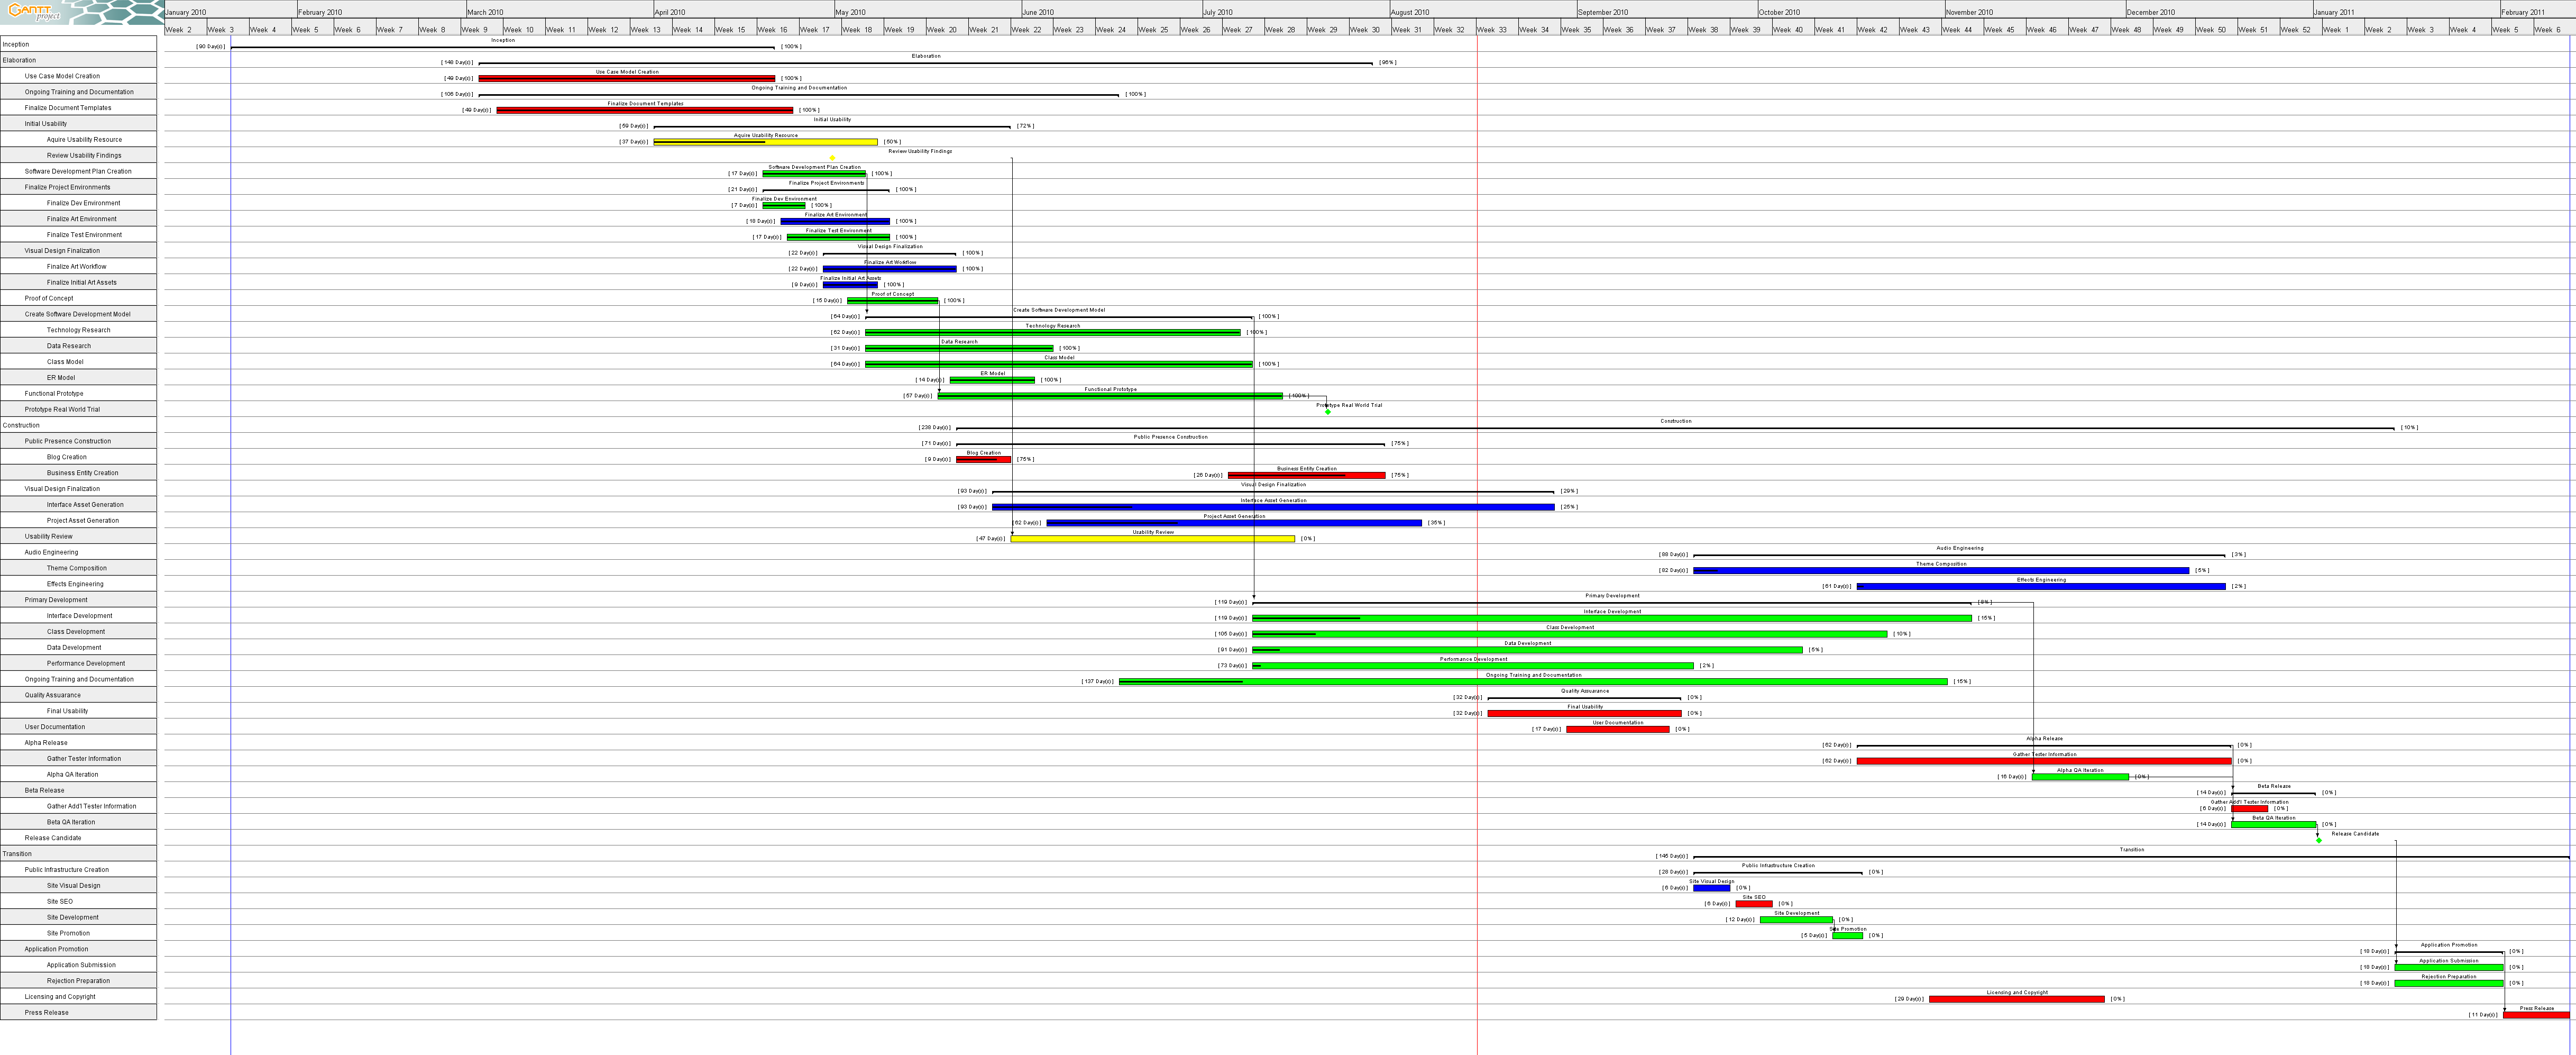 GANTT project
January 2010 February 2010 March 2010 April 2010 May 2010 June 2010 July 2010 August 2010 September 2010 October 2010 November 2010 December 2010 January 2011 February 2011
Week 2 Week 3 Week 4 Week 5 Week 6 Week 7 Week 8 Week 9 Week 10 Week 11 Week 12 Week 13 Week 14 Week 15 Week 16 Week 17 Week 18 Week 19 Week 20 Week 21 Week 22 Week 23 Week 24 Week 25 Week 26 Week 27 Week 28 Week 29 Week 30 Week 31 Week 32 Week 33 Week 34 Week 35 Week 36 Week 37 Week 38 Week 39 Week 40 Week 41 Week 42 Week 43 Week 44 Week 45 Week 46 Week 47 Week 48 Week 49 Week 50 Week 51 Week 52 Week 1 Week 2 Week 3 Week 4 Week 5 Week 6
Inception [ 90 Day(s) ] Inception [ 100% ]
Elaboration [ 148 Day(s) ] Elaboration [ 95% ]
Use Case Model Creation [ 49 Day(s) ] Use Case Model Creation [ 100% ]
Ongoing Training and Documentation [ 106 Day(s) ] Ongoing Training and Documentation [ 100% ]
Finalize Document Templates [ 49 Day(s) ] Finalize Document Templates [ 100% ]
Initial Usability [ 59 Day(s) ] Initial Usability [ 72% ]
Aquire Usability Resource [ 37 Day(s) ] Aquire Usability Resource [ 50% ]
Review Usability Findings Review Usability Findings
Software Development Plan Creation [ 17 Day(s) ] Software Development Plan Creation [ 100% ]
Finalize Project Environments [ 21 Day(s) ] Finalize Project Environments [ 100% ]
Finalize Dev Environment [ 7 Day(s) ] Finalize Dev Environment [ 100% ]
Finalize Art Environment [ 18 Day(s) ] Finalize Art Environment [ 100% ]
Finalize Test Environment [ 17 Day(s) ] Finalize Test Environment [ 100% ]
Visual Design Finalization [ 22 Day(s) ] Visual Design Finalization [ 100% ]
Finalize Art Workflow [ 22 Day(s) ] Finalize Art Workflow [ 100% ]
Finalize Initial Art Assets [ 9 Day(s) ] Finalize Initial Art Assets [ 100% ]
Proof of Concept [ 15 Day(s) ] Proof of Concept [ 100% ]
Create Software Development Model [ 64 Day(s) ] Create Software Development Model [ 100% ]
Technology Research [ 62 Day(s) ] Technology Research [ 100% ]
Data Research [ 31 Day(s) ] Data Research [ 100% ]
Class Model [ 64 Day(s) ] Class Model [ 100% ]
ER Model [ 14 Day(s) ] ER Model [ 100% ]
Functional Prototype [ 57 Day(s) ] Functional Prototype [ 100% ]
Prototype Real World Trial Prototype Real World Trial
Construction [ 238 Day(s) ] Construction [ 10% ]
Public Presence Construction [ 71 Day(s) ] Public Presence Construction [ 75% ]
Blog Creation [ 9 Day(s) ] Blog Creation [ 75% ]
Business Entity Creation [ 26 Day(s) ] Business Entity Creation [ 75% ]
Visual Design Finalization [ 93 Day(s) ] Visual Design Finalization [ 29% ]
Interface Asset Generation [ 93 Day(s) ] Interface Asset Generation [ 25% ]
Project Asset Generation [ 62 Day(s) ] Project Asset Generation [ 35% ]
Usability Review [ 47 Day(s) ] Usability Review [ 0% ]
Audio Engineering [ 88 Day(s) ] Audio Engineering [ 3% ]
Theme Composition [ 82 Day(s) ] Theme Composition [ 5% ]
Effects Engineering [ 61 Day(s) ] Effects Engineering [ 2% ]
Primary Development [ 119 Day(s) ] Primary Development [ 8% ]
Interface Development [ 119 Day(s) ] Interface Development [ 15% ]
Class Development [ 105 Day(s) ] Class Development [ 10% ]
Data Development [ 91 Day(s) ] Data Development [ 5% ]
Performance Development [ 73 Day(s) ] Performance Development [ 2% ]
Ongoing Training and Documentation [ 137 Day(s) ] Ongoing Training and Documentation [ 15% ]
Quality Assuarance [ 32 Day(s) ] Quality Assuarance [ 0% ]
Final Usability [ 32 Day(s) ] Final Usability [ 0% ]
User Documentation [ 17 Day(s) ] User Documentation [ 0% ]
Alpha Release [ 62 Day(s) ] Alpha Release [ 0% ]
Gather Tester Information [ 62 Day(s) ] Gather Tester Information [ 0% ]
Alpha QA Iteration [ 16 Day(s) ] Alpha QA Iteration [ 0% ]
Beta Release [ 14 Day(s) ] Beta Release [ 0% ]
Gather Add'l Tester Information [ 6 Day(s) ] Gather Add'l Tester Information [ 0% ]
Beta QA Iteration [ 14 Day(s) ] Beta QA Iteration [ 0% ]
Release Candidate Release Candidate
Transition [ 146 Day(s) ] Transition
Public Infrastructure Creation [ 28 Day(s) ] Public Infrastructure Creation [ 0% ]
Site Visual Design [ 6 Day(s) ] Site Visual Design [ 0% ]
Site SEO [ 6 Day(s) ] Site SEO [ 0% ]
Site Development [ 12 Day(s) ] Site Development [ 0% ]
Site Promotion [ 5 Day(s) ] Site Promotion [ 0% ]
Application Promotion [ 18 Day(s) ] Application Promotion [ 0% ]
Application Submission [ 18 Day(s) ] Application Submission [ 0% ]
Rejection Preparation [ 18 Day(s) ] Rejection Preparation [ 0% ]
Licensing and Copyright [ 29 Day(s) ] Licensing and Copyright [ 0% ]
Press Release [ 11 Day(s) ] Press Release